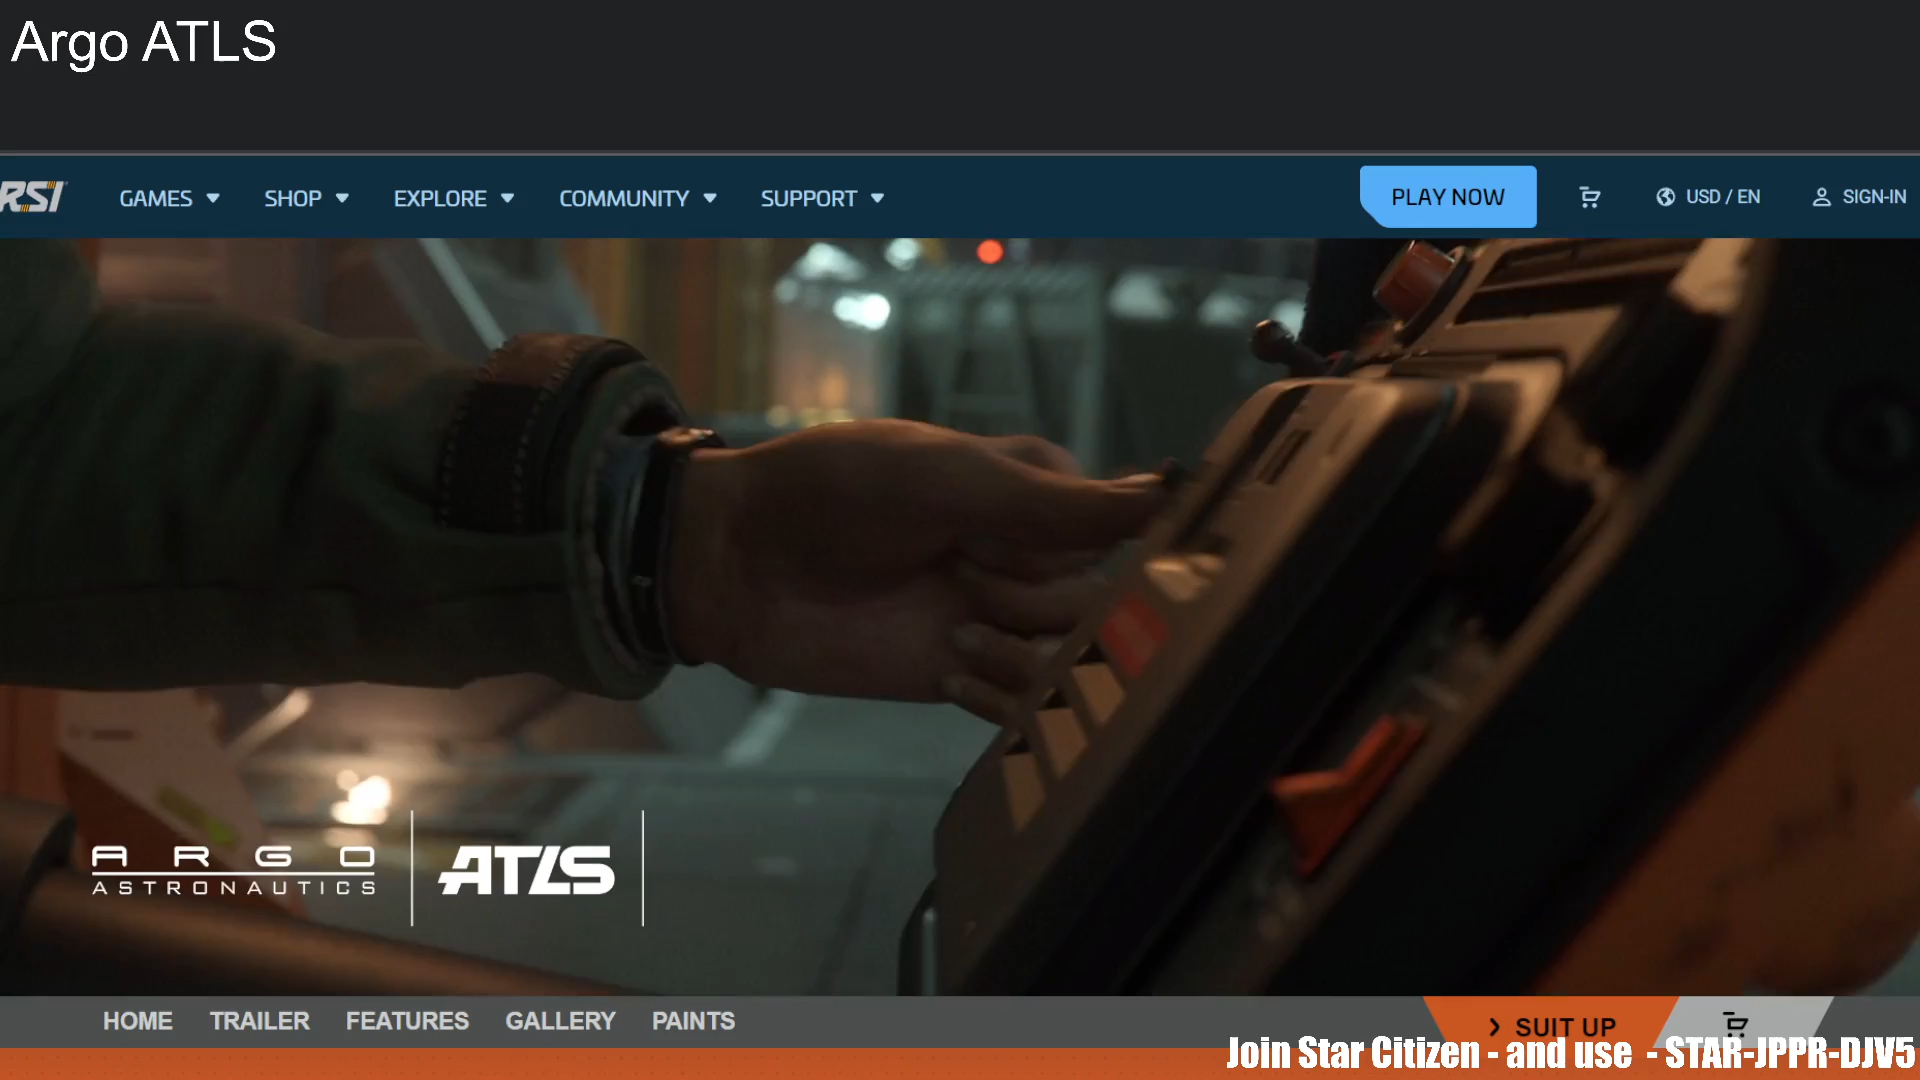 Argo ATLS
RSI
GAMES SHOP EXPLORE COMMUNITY SUPPORT PLAY NOW USD / EN SIGN-IN
ARGO
ASTRONAUTICS
ATLS
HOME TRAILER FEATURES GALLERY PAINTS
> SUIT UP
Join Star Citizen - and use - STAR-JPPR-DJV5